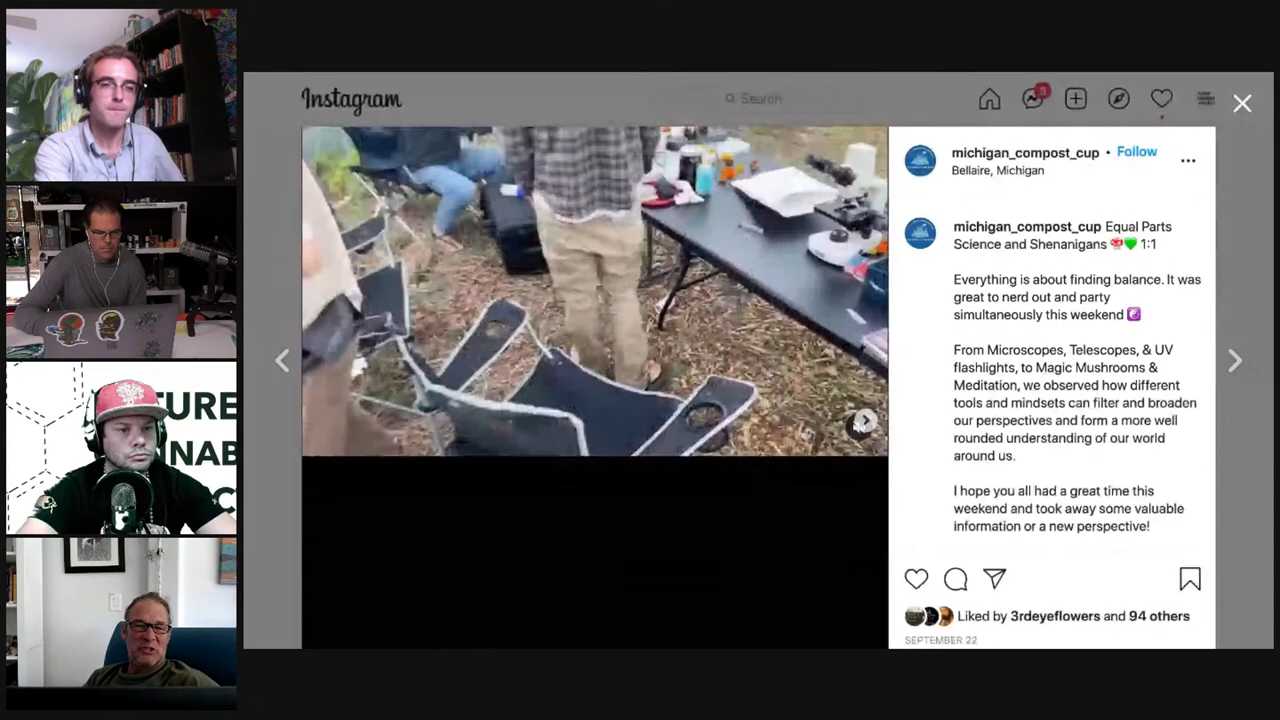 Instagram
Search
michigan_compost_cup • Follow
Bellaire, Michigan
michigan_compost_cup Equal Parts
Science and Shenanigans 🍄💚 1:1
Everything is about finding balance. It was
great to nerd out and party
simultaneously this weekend ☯️
From Microscopes, Telescopes, & UV
flashlights, to Magic Mushrooms &
Meditation, we observed how different
tools and mindsets can filter and broaden
our perspectives and form a more well
rounded understanding of our world
around us.
I hope you all had a great time this
weekend and took away some valuable
information or a new perspective!
Liked by 3rdeyeflowers and 94 others
SEPTEMBER 22
TURE
NNAB